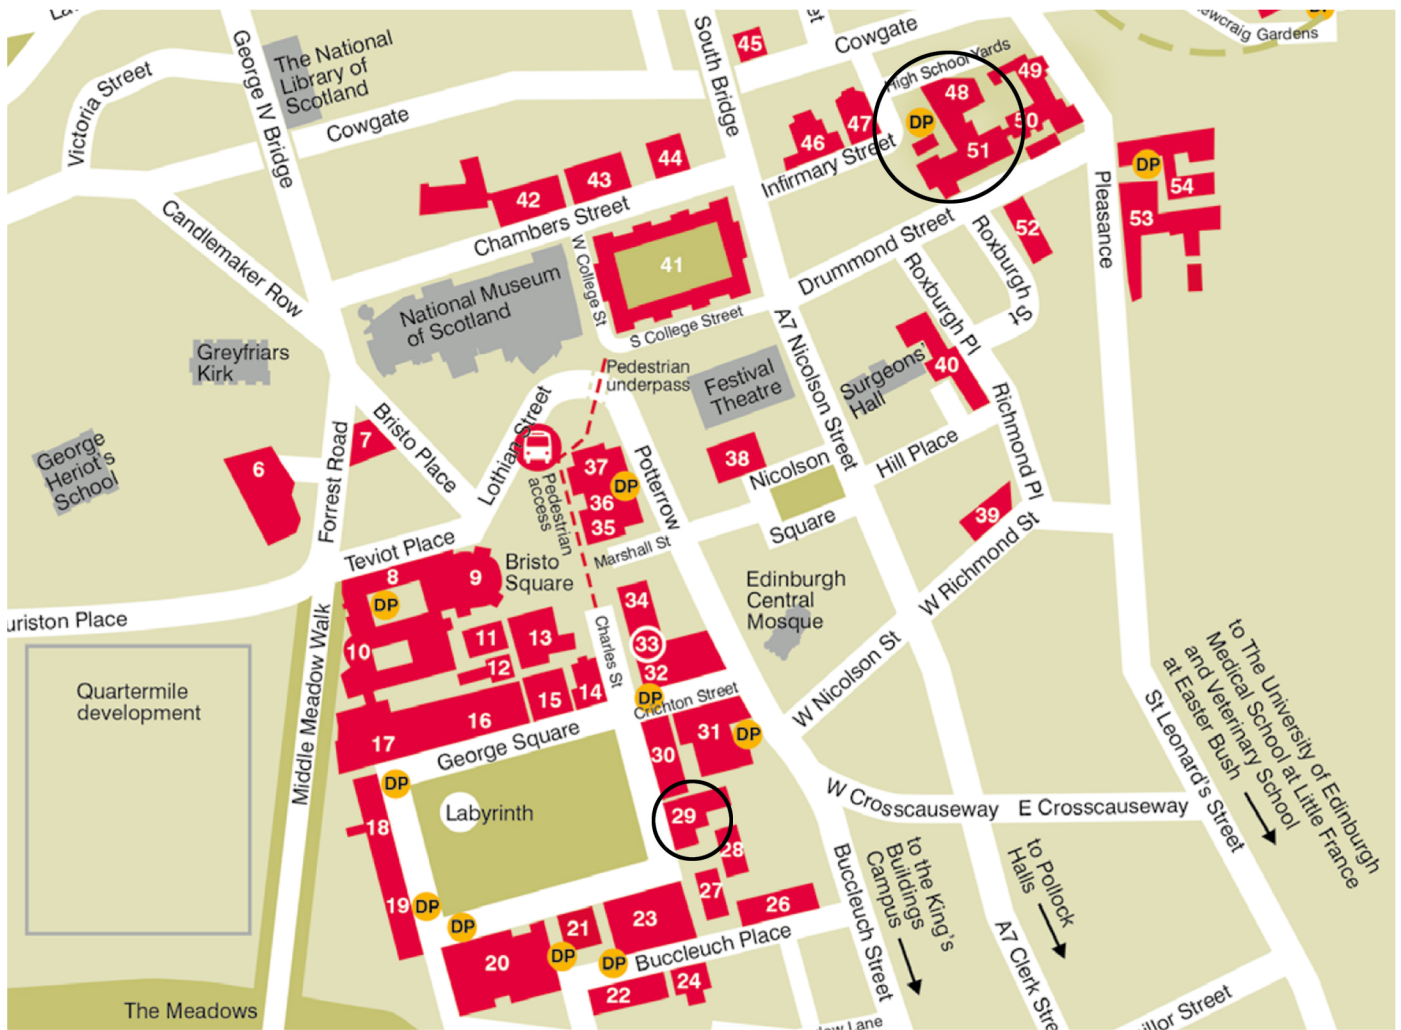 Victoria Street
George IV Bridge
The National
Library of
Scotland
Cowgate
South Bridge
45
Cowgate
High School Yards
Gardens
DP
49
48
50
51
DP
47
46
Infirmary Street
44
43
42
Chambers Street
Candlemaker Row
W College St
41
S College Street
Drummond Street
Roxburgh St
Roxburgh Pl
52
Pleasance
DP
54
53
National Museum
of Scotland
Greyfriars
Kirk
George
Heriot's
School
Pedestrian
underpass
Festival
Theatre
A7 Nicolson Street
Surgeons'
Hall
40
Richmond Pl
Hill Place
Bristo Place
Forrest Road
7
6
Lothian Street
Pedestrian
access
37
DP
36
35
Potterrow
38
Nicolson
Square
39
W Richmond St
Marshall St
Teviot Place
Bristo
Square
8
9
DP
10
11
12
13
14
15
16
17
Charles St
34
33
32
DP
Crichton Street
Edinburgh
Central
Mosque
W Nicolson St
uriston Place
Quartermile
development
Middle Meadow Walk
George Square
Labyrinth
DP
18
19
DP
DP
30
31
DP
29
28
27
26
W Crosscauseway
E Crosscauseway
St Leonard's Street
to The University of Edinburgh
Medical School at Little France
and Veterinary School
at Easter Bush
to the King's
Buildings
Campus
to Pollock
Halls
Buccleuch Street
A7 Clerk Stre
20
21
DP
DP
23
Buccleuch Place
22
24
The Meadows
Lane
illor Street